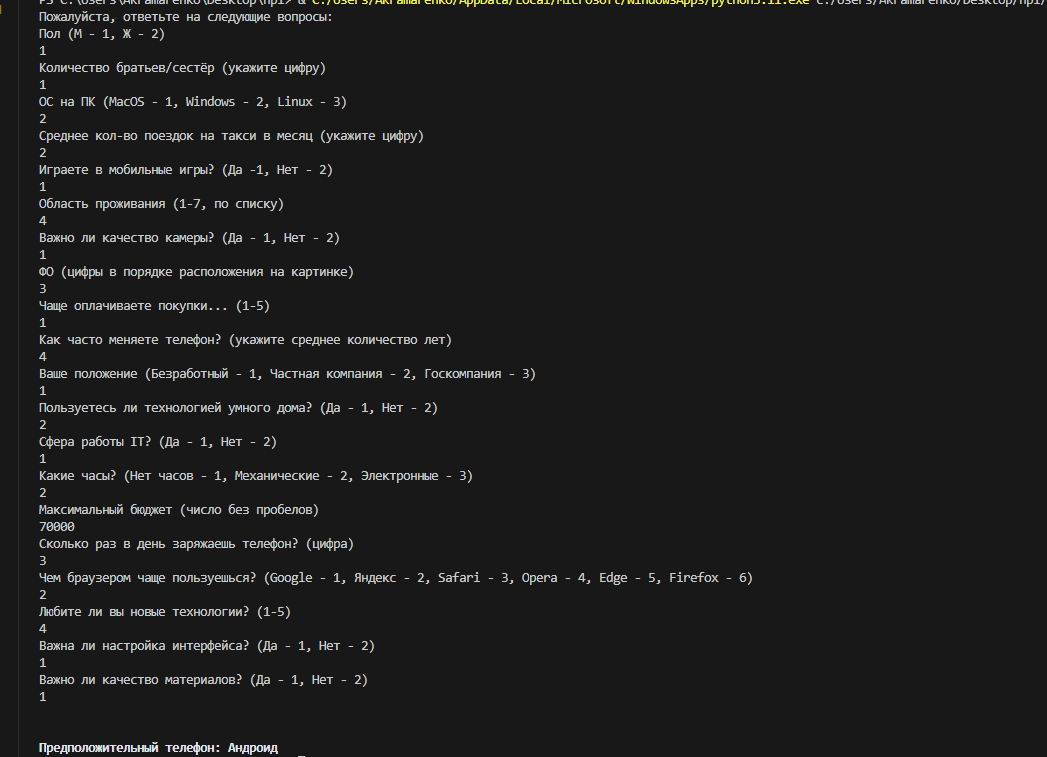 PS C:\Users\AkramarenKo\Desktop\npi> & C:/Users/AkramarenKo/AppData/Local/Microsoft/WindowsApps/python3.11.exe c:/Users/AkramarenKo/Desktop/npi/
Пожалуйста, ответьте на следующие вопросы:
Пол (М - 1, Ж - 2)
1
Количество братьев/сестёр (укажите цифру)
1
ОС на ПК (MacOS - 1, Windows - 2, Linux - 3)
2
Среднее кол-во поездок на такси в месяц (укажите цифру)
2
Играете в мобильные игры? (Да -1, Нет - 2)
1
Область проживания (1-7, по списку)
4
Важно ли качество камеры? (Да - 1, Нет - 2)
1
ФО (цифры в порядке расположения на картинке)
3
Чаще оплачиваете покупки... (1-5)
1
Как часто меняете телефон? (укажите среднее количество лет)
4
Ваше положение (Безработный - 1, Частная компания - 2, Госкомпания - 3)
1
Пользуетесь ли технологией умного дома? (Да - 1, Нет - 2)
2
Сфера работы IT? (Да - 1, Нет - 2)
1
Какие часы? (Нет часов - 1, Механические - 2, Электронные - 3)
2
Максимальный бюджет (число без пробелов)
70000
Сколько раз в день заряжаешь телефон? (цифра)
3
Чем браузером чаще пользуешься? (Google - 1, Яндекс - 2, Safari - 3, Opera - 4, Edge - 5, Firefox - 6)
2
Любите ли вы новые технологии? (1-5)
4
Важна ли настройка интерфейса? (Да - 1, Нет - 2)
1
Важно ли качество материалов? (Да - 1, Нет - 2)
1
Предположительный телефон: Андроид